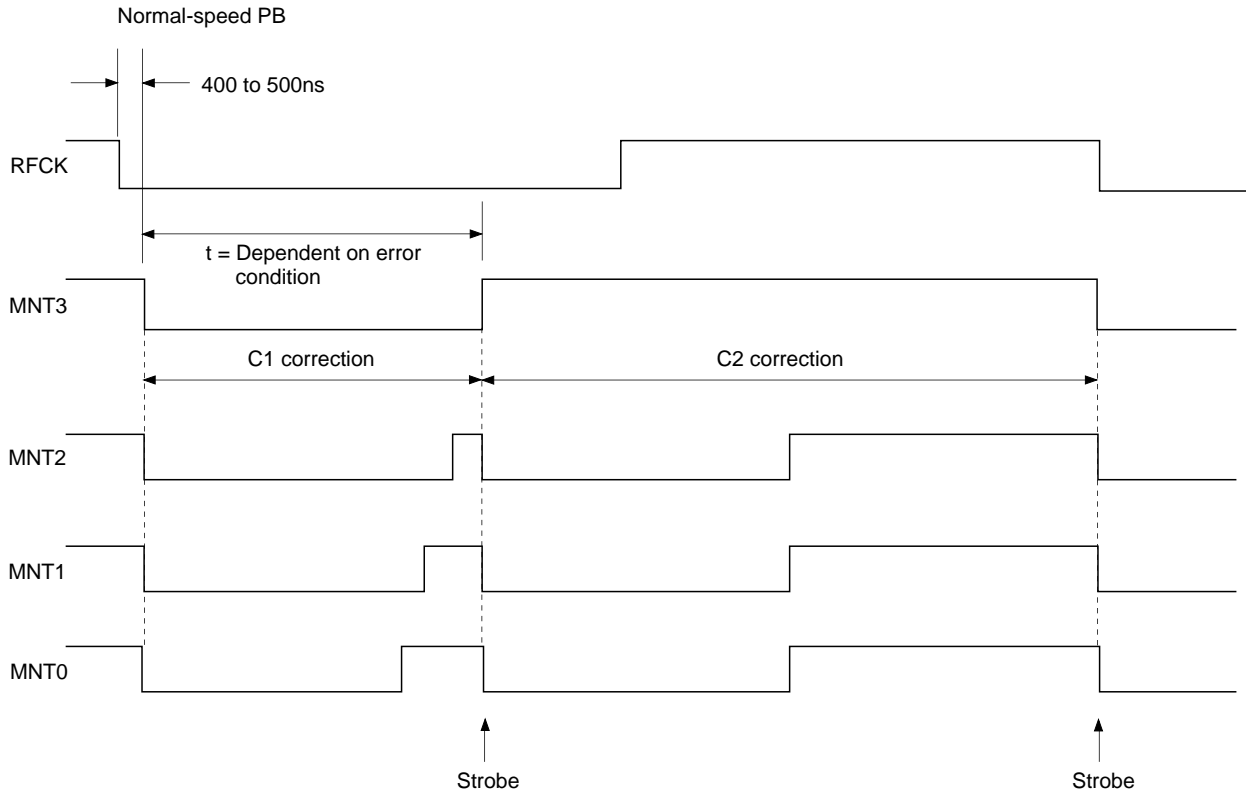 Normal-speed PB
400 to 500ns
RFCK
t = Dependent on error
condition
MNT3
C1 correction
C2 correction
MNT2
MNT1
MNT0
Strobe
Strobe